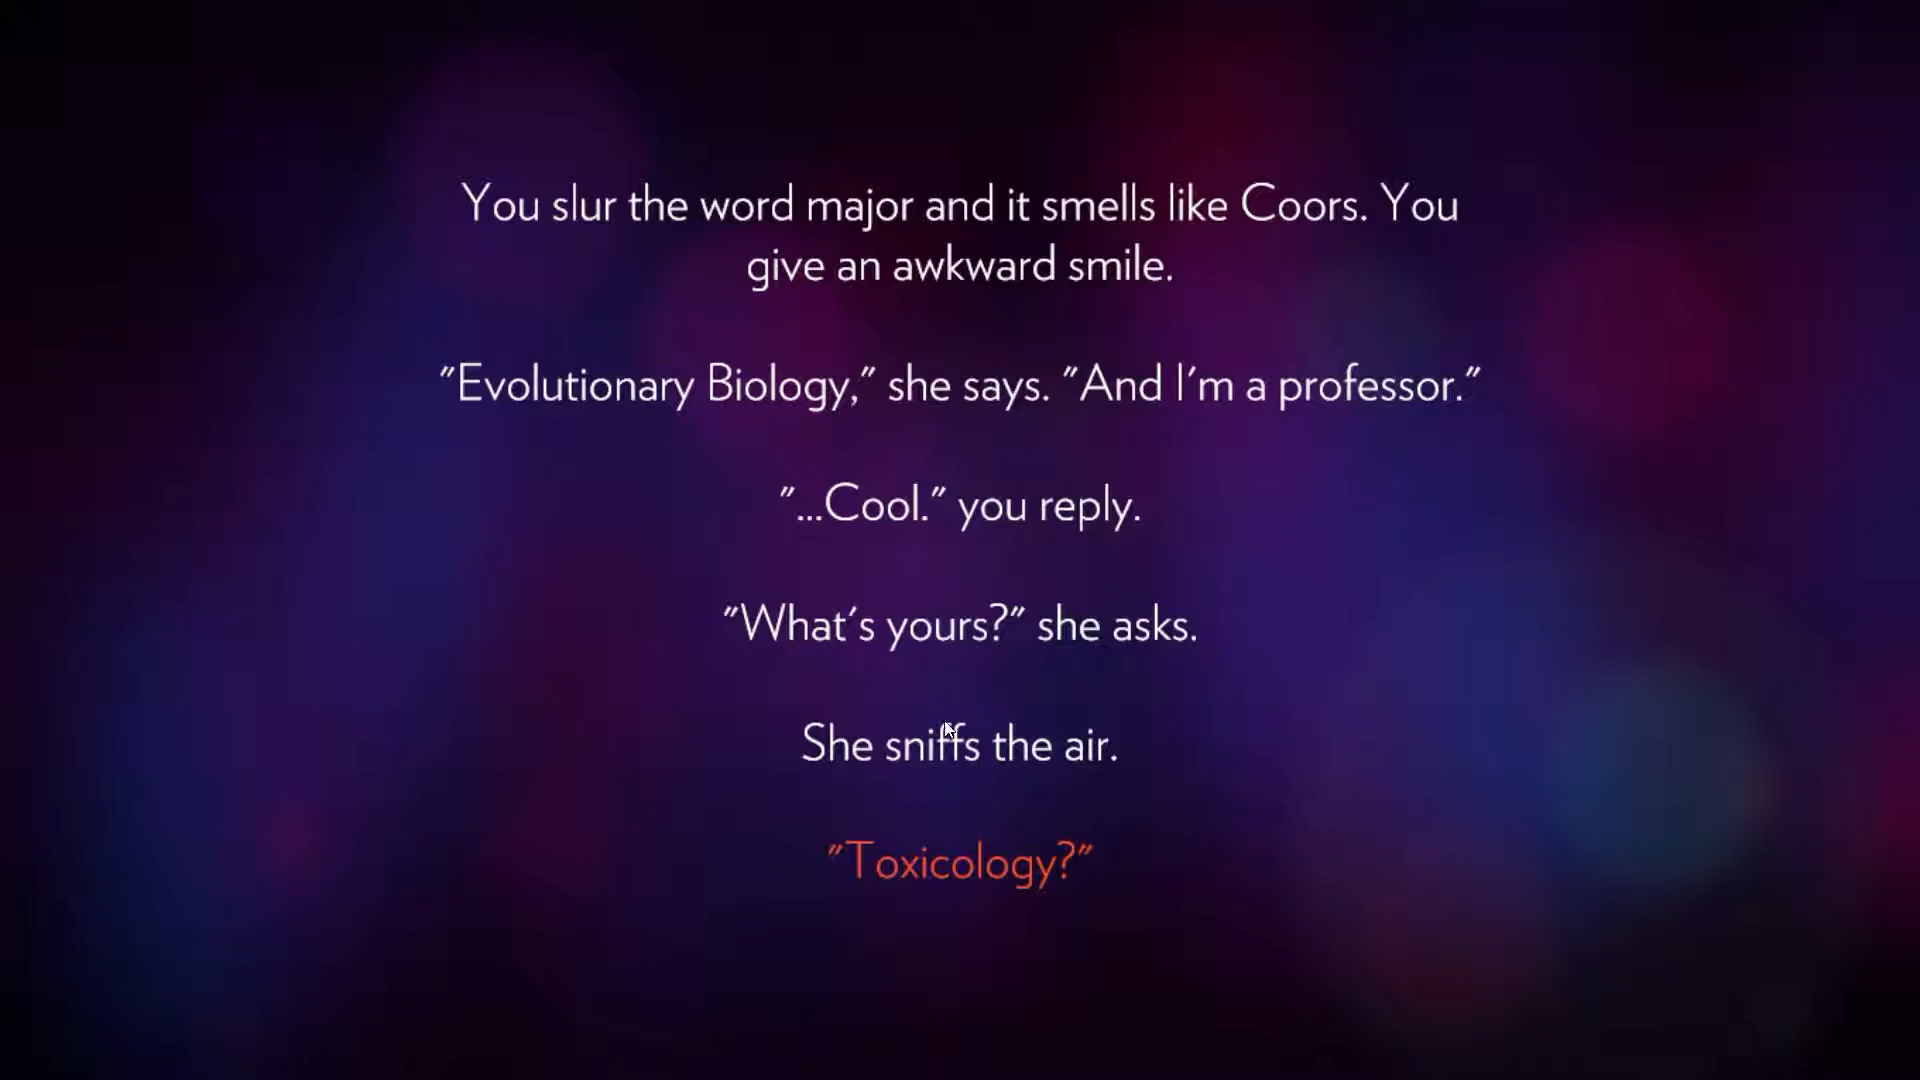 You slur the word major and it smells like Coors. You
give an awkward smile.
"Evolutionary Biology," she says. "And I'm a professor."
"...Cool." you reply.
"What's yours?" she asks.
She sniffs the air.
"Toxicology?"